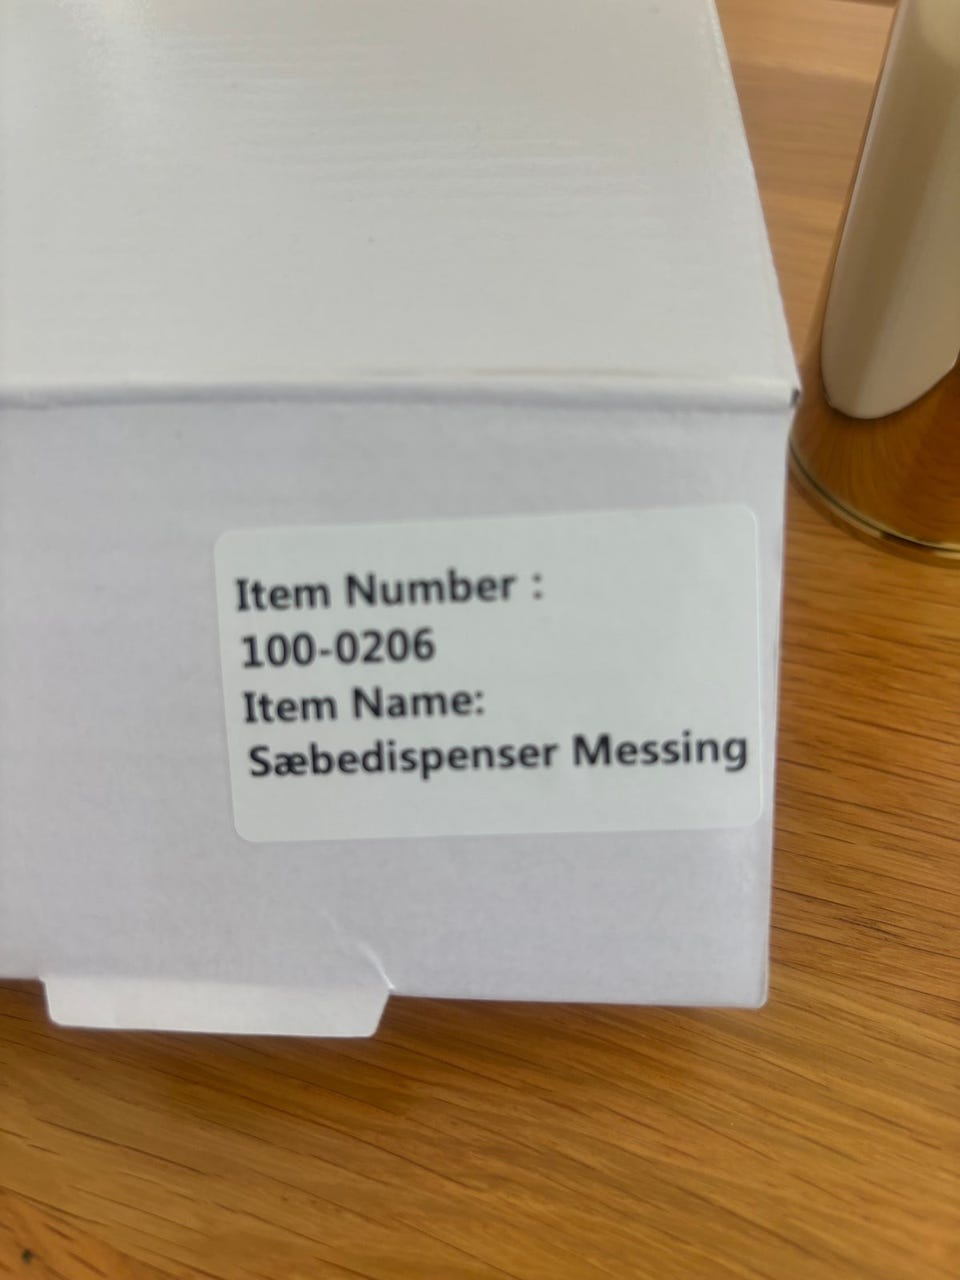 Item Number :
100-0206
Item Name:
Sæbedispenser Messing